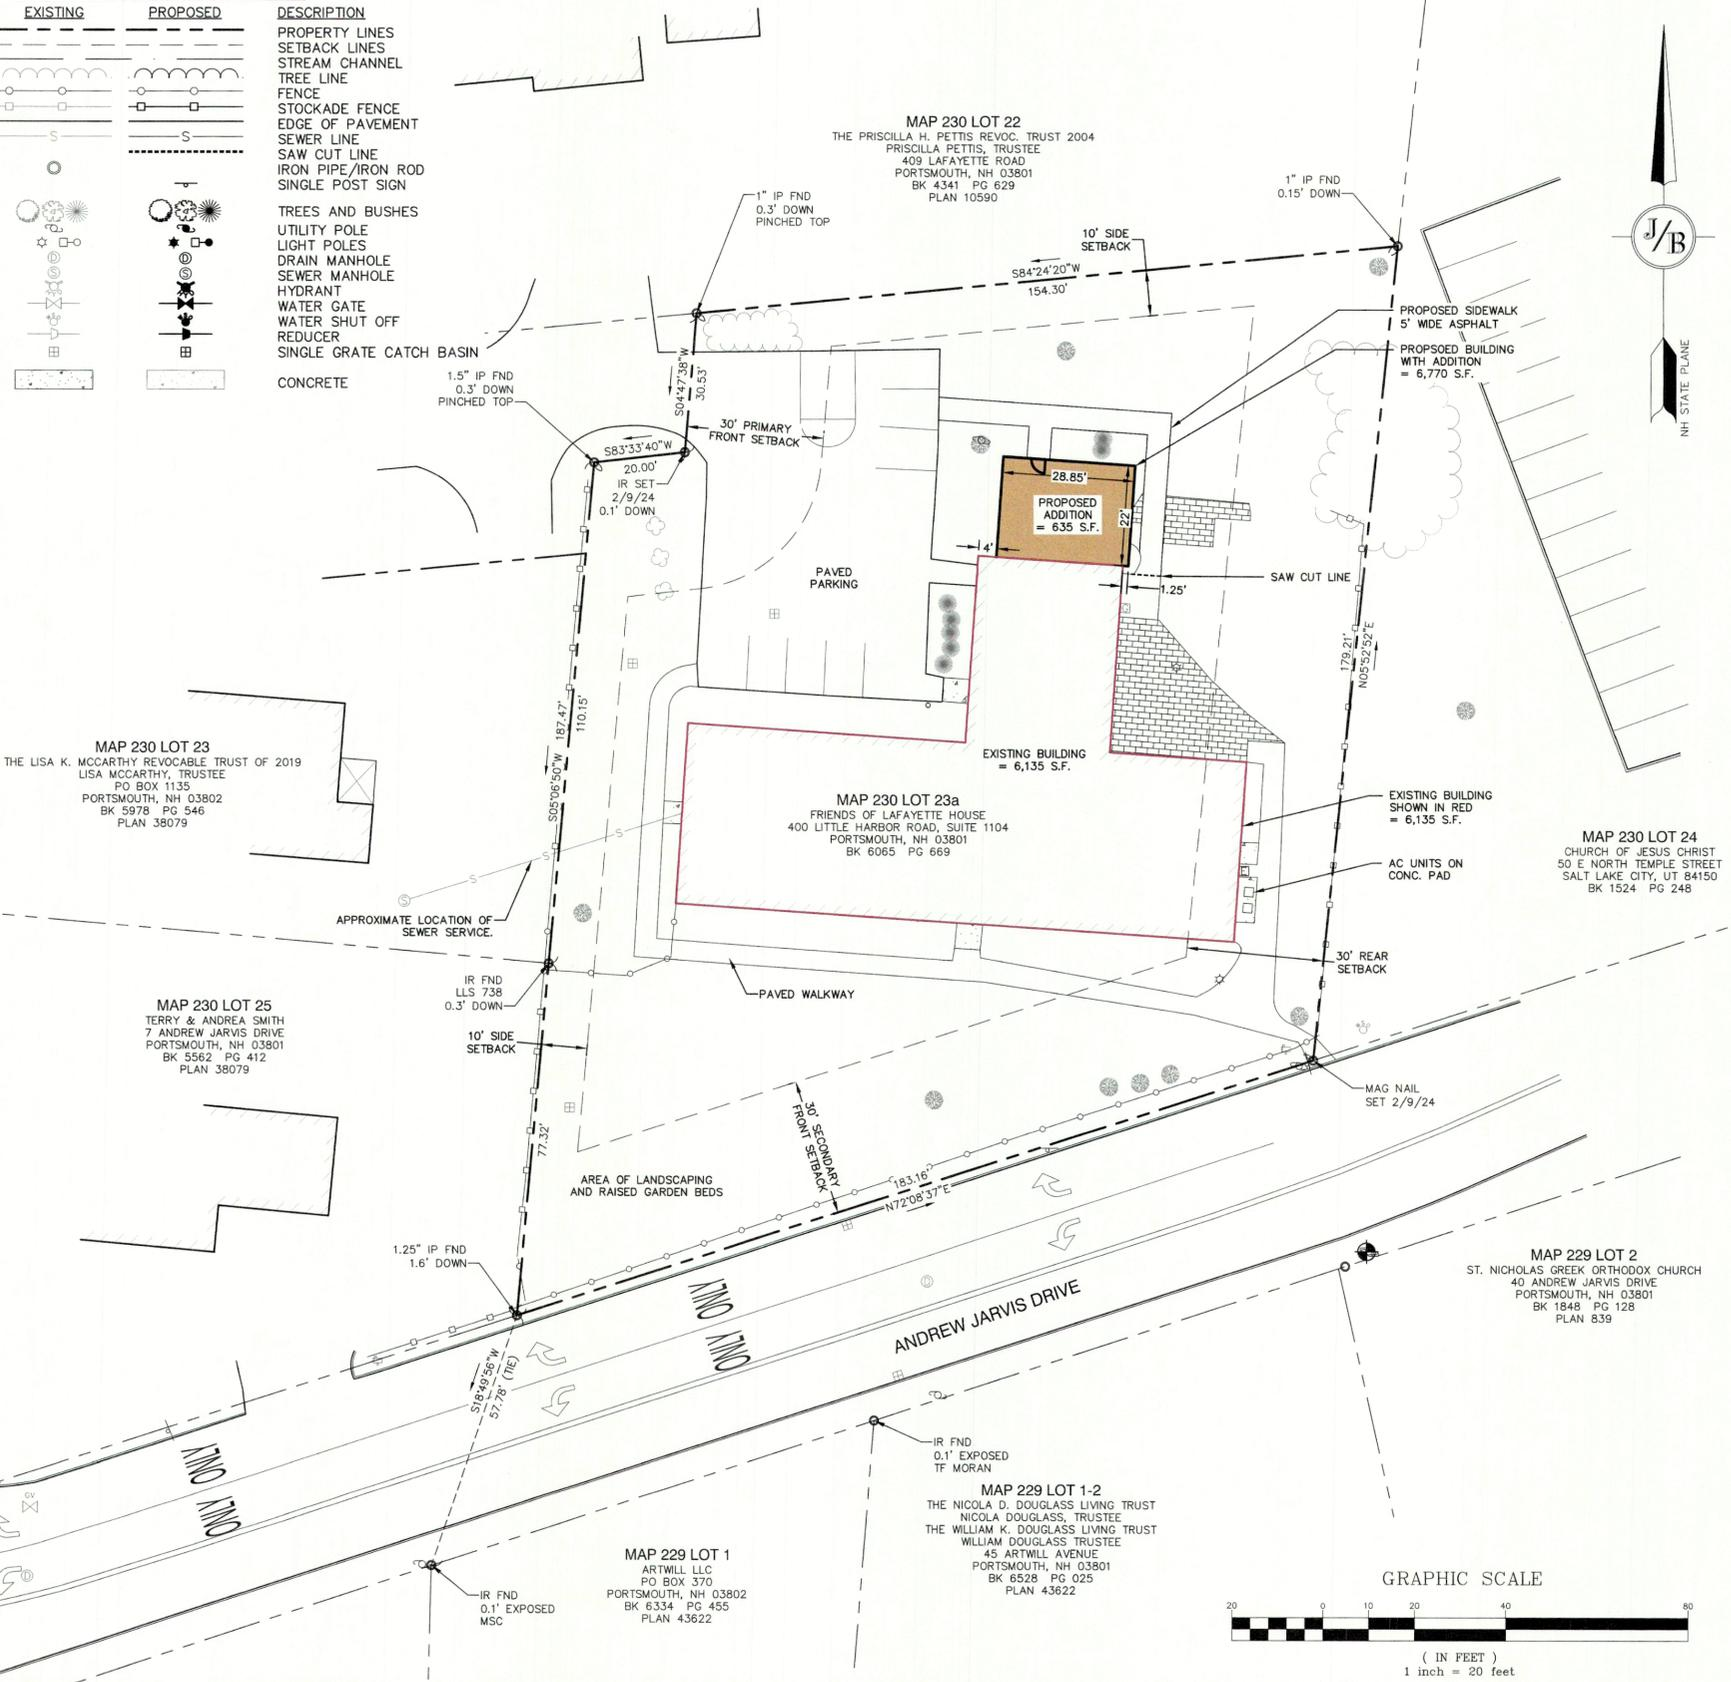 EXISTING
PROPOSED
DESCRIPTION
PROPERTY LINES
SETBACK LINES
STREAM CHANNEL
TREE LINE
FENCE
STOCKADE FENCE
EDGE OF PAVEMENT
S
S
SEWER LINE
SAW CUT LINE
IRON PIPE/IRON ROD
SINGLE POST SIGN
TREES AND BUSHES
UTILITY POLE
LIGHT POLES
D
D
DRAIN MANHOLE
S
S
SEWER MANHOLE
HYDRANT
WATER GATE
WATER SHUT OFF
REDUCER
SINGLE GRATE CATCH BASIN
CONCRETE
MAP 230 LOT 22
THE PRISCILLA H. PETTIS REVOC. TRUST 2004
PRISCILLA PETTIS, TRUSTEE
409 LAFAYETTE ROAD
PORTSMOUTH, NH 03801
BK 4341 PG 629
PLAN 10590
1" IP FND
0.3' DOWN
PINCHED TOP
1" IP FND
0.15' DOWN
10' SIDE
SETBACK
S84°24'20"W
154.30'
J/B
NH STATE PLANE
PROPOSED SIDEWALK
5' WIDE ASPHALT
PROPSOED BUILDING
WITH ADDITION
= 6,770 S.F.
1.5" IP FND
0.3' DOWN
PINCHED TOP
S04°47'38"W
30.53'
30' PRIMARY
FRONT SETBACK
S83°33'40"W
20.00'
IR SET
2/9/24
0.1' DOWN
28.85'
PROPOSED
ADDITION
= 635 S.F.
22'
4'
SAW CUT LINE
1.25'
PAVED
PARKING
G
179.21'
N05°52'52"E
187.47'
110.15'
S05°06'50"W
MAP 230 LOT 23
THE LISA K. MCCARTHY REVOCABLE TRUST OF 2019
LISA MCCARTHY, TRUSTEE
PO BOX 1135
PORTSMOUTH, NH 03802
BK 5978 PG 546
PLAN 38079
EXISTING BUILDING
= 6,135 S.F.
MAP 230 LOT 23a
FRIENDS OF LAFAYETTE HOUSE
400 LITTLE HARBOR ROAD, SUITE 1104
PORTSMOUTH, NH 03801
BK 6065 PG 669
EXISTING BUILDING
SHOWN IN RED
= 6,135 S.F.
AC UNITS ON
CONC. PAD
MAP 230 LOT 24
CHURCH OF JESUS CHRIST
50 E NORTH TEMPLE STREET
SALT LAKE CITY, UT 84150
BK 1524 PG 248
S
S
S
S
APPROXIMATE LOCATION OF
SEWER SERVICE.
30' REAR
SETBACK
PAVED WALKWAY
IR FND
LLS 738
0.3' DOWN
10' SIDE
SETBACK
MAP 230 LOT 25
TERRY & ANDREA SMITH
7 ANDREW JARVIS DRIVE
PORTSMOUTH, NH 03801
BK 5562 PG 412
PLAN 38079
MAG NAIL
SET 2/9/24
77.32'
30' SECONDARY
FRONT SETBACK
AREA OF LANDSCAPING
AND RAISED GARDEN BEDS
183.16'
N72°08'37"E
1.25" IP FND
1.6' DOWN
ONLY
ONLY
D
ANDREW JARVIS DRIVE
MAP 229 LOT 2
ST. NICHOLAS GREEK ORTHODOX CHURCH
40 ANDREW JARVIS DRIVE
PORTSMOUTH, NH 03801
BK 1848 PG 128
PLAN 839
S18°49'56"W
57.78' (TIE)
ONLY
ONLY
GV
D
IR FND
0.1' EXPOSED
TF MORAN
MAP 229 LOT 1-2
THE NICOLA D. DOUGLASS LIVING TRUST
NICOLA DOUGLASS, TRUSTEE
THE WILLIAM K. DOUGLASS LIVING TRUST
WILLIAM DOUGLASS TRUSTEE
45 ARTWILL AVENUE
PORTSMOUTH, NH 03801
BK 6528 PG 025
PLAN 43622
MAP 229 LOT 1
ARTWILL LLC
PO BOX 370
PORTSMOUTH, NH 03802
BK 6334 PG 455
PLAN 43622
IR FND
0.1' EXPOSED
MSC
GRAPHIC SCALE
20 0 10 20 40 80
( IN FEET )
1 inch = 20 feet